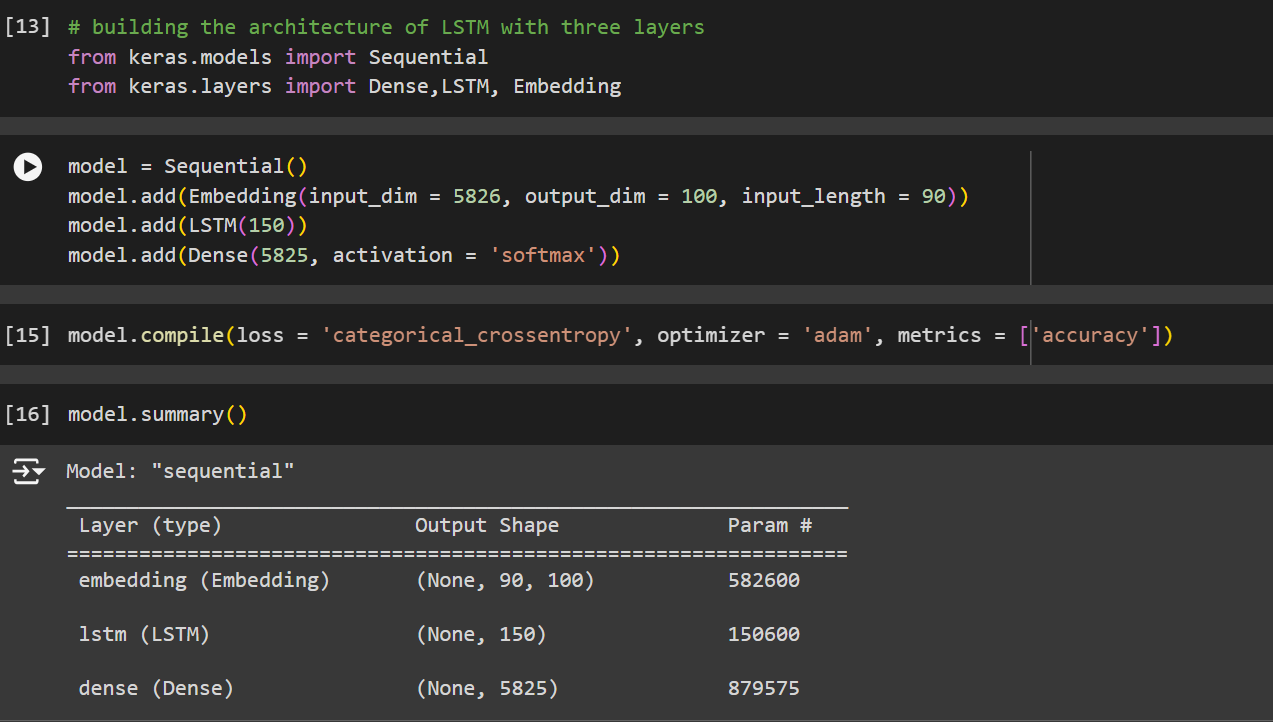 [13] # building the architecture of LSTM with three layers
from keras.models import Sequential
from keras.layers import Dense,LSTM, Embedding
model = Sequential()
model.add(Embedding(input_dim = 5826, output_dim = 100, input_length = 90))
model.add(LSTM(150))
model.add(Dense(5825, activation = 'softmax'))
[15] model.compile(loss = 'categorical_crossentropy', optimizer = 'adam', metrics = ['accuracy'])
[16] model.summary()
Model: "sequential"
Layer (type) Output Shape Param #
=================================================================
embedding (Embedding) (None, 90, 100) 582600
lstm (LSTM) (None, 150) 150600
dense (Dense) (None, 5825) 879575